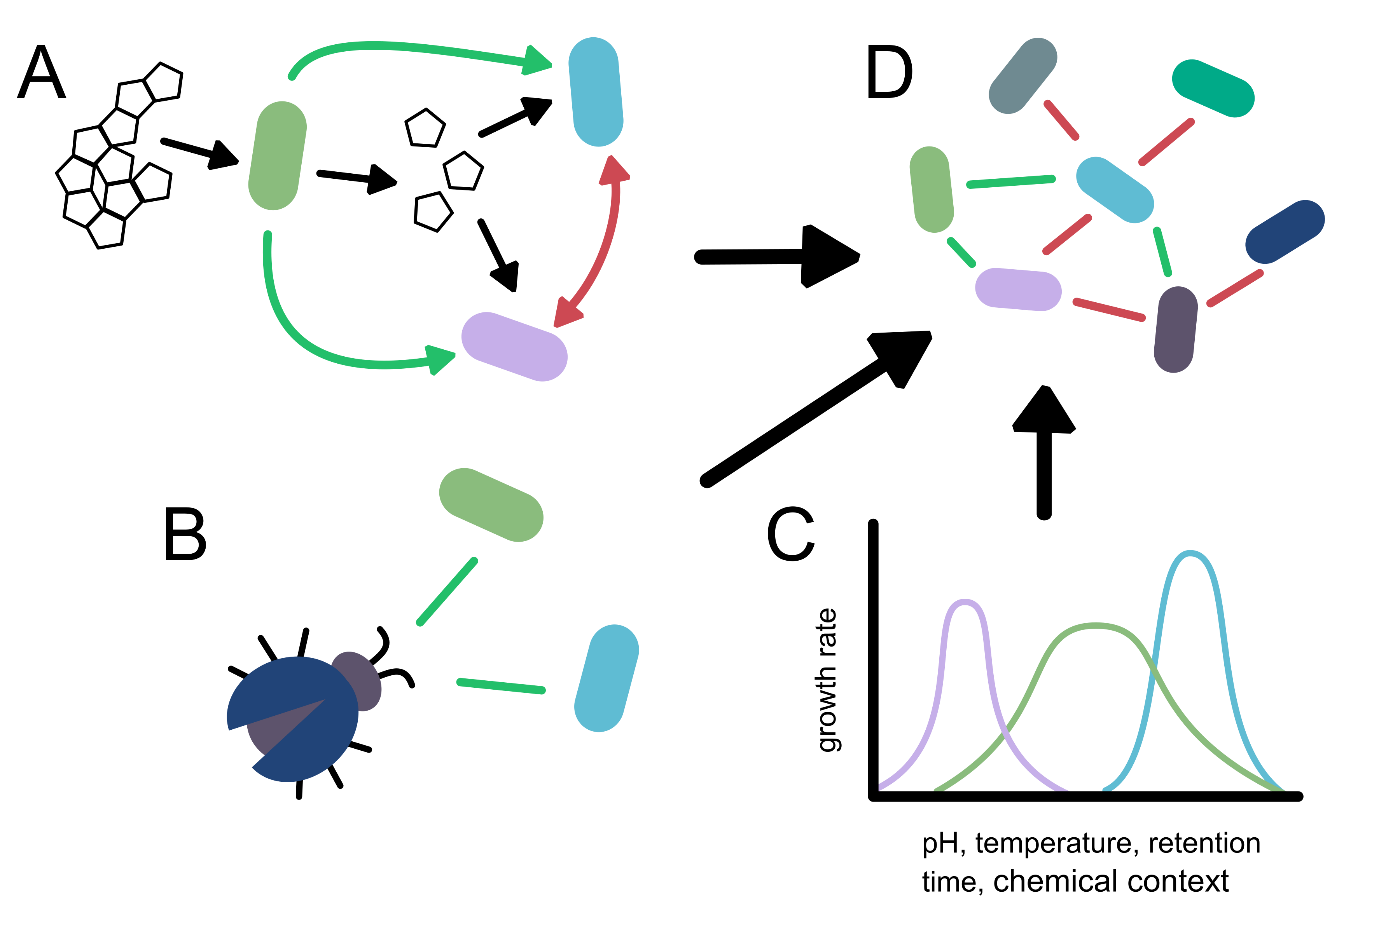 A
D
B
C
growth rate
pH, temperature, retention
time, chemical context